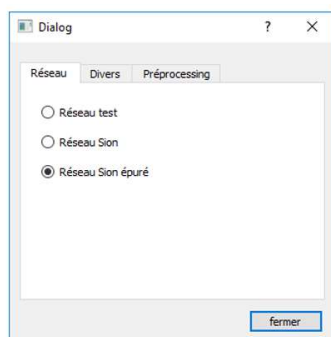 Dialog ?
Réseau Divers Préprocessing
Réseau test
Réseau Sion
Réseau Sion épuré
fermer